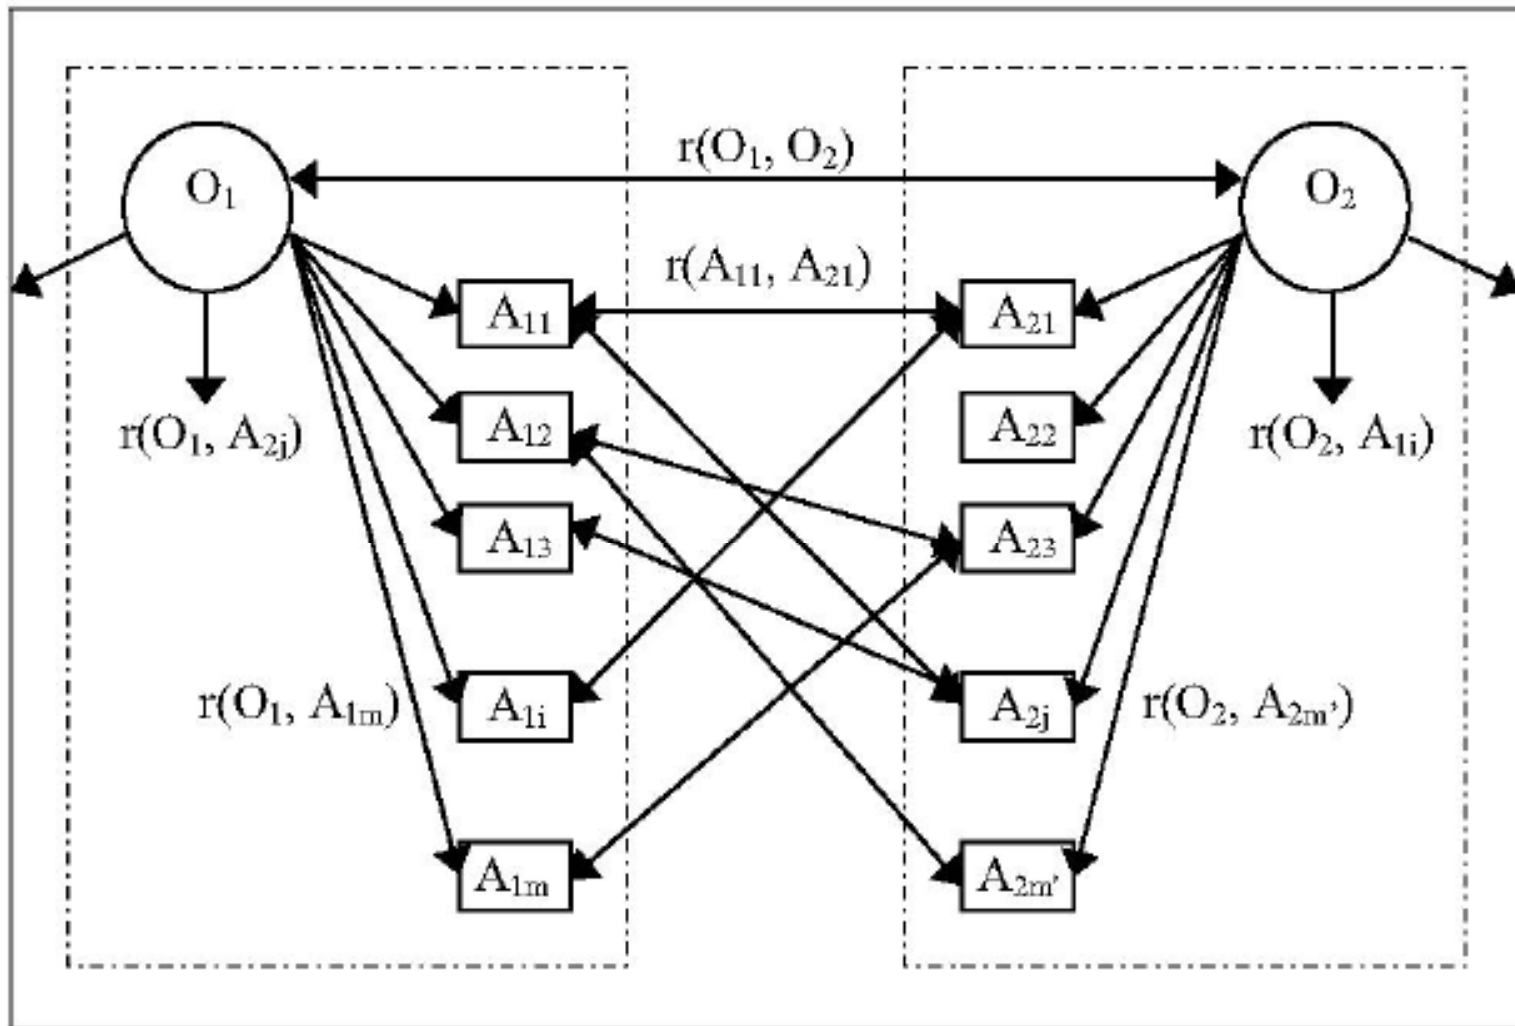 r(O₁, O₂)
O₁
O₂
r(A₁₁, A₂₁)
A₁₁
A₂₁
A₁₂
A₂₂
r(O₁, A₂ⱼ)
r(O₂, A₁ᵢ)
A₁₃
A₂₃
r(O₁, A₁ₘ)
A₁ᵢ
A₂ⱼ
r(O₂, A₂ₘ’)
A₁ₘ
A₂ₘ’